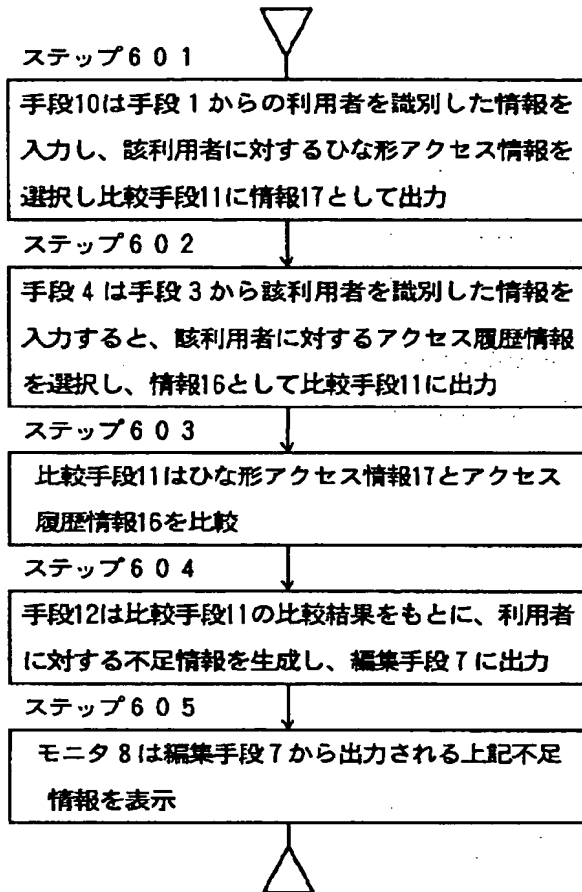 ステップ６０１
手段10は手段１からの利用者を識別した情報を
入力し、該利用者に対するひな形アクセス情報を
選択し比較手段11に情報17として出力
ステップ６０２
手段４は手段３から該利用者を識別した情報を
入力すると、該利用者に対するアクセス履歴情報
を選択し、情報16として比較手段11に出力
ステップ６０３
比較手段11はひな形アクセス情報17とアクセス
履歴情報16を比較
ステップ６０４
手段12は比較手段11の比較結果をもとに、利用者
に対する不足情報を生成し、編集手段７に出力
ステップ６０５
モニタ８は編集手段７から出力される上記不足
情報を表示